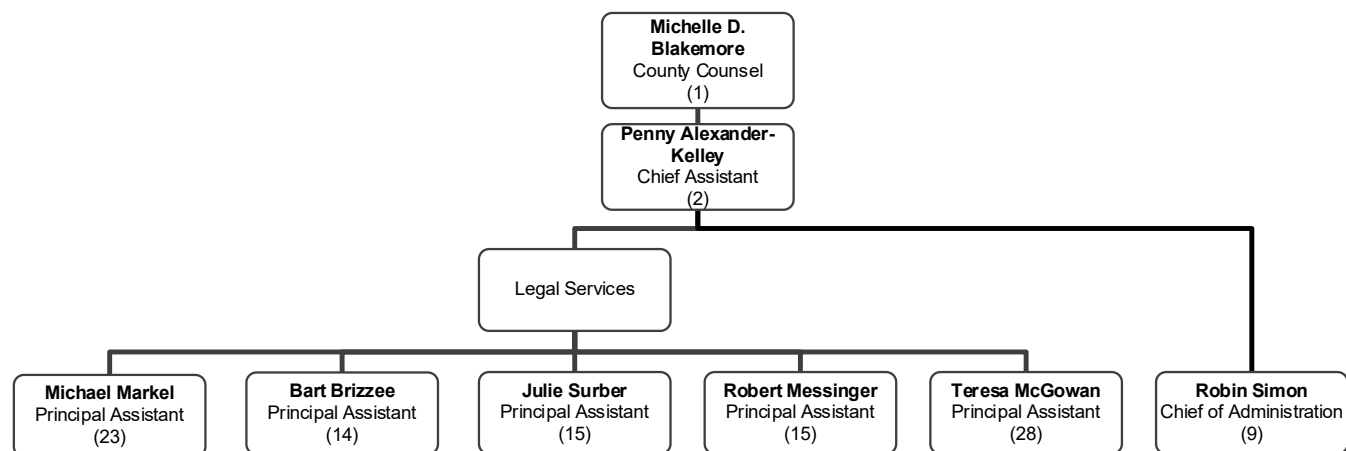 Michelle D.
Blakemore
County Counsel
(1)
Penny Alexander-
Kelley
Chief Assistant
(2)
Legal Services
Michael Markel
Principal Assistant
(23)
Bart Brizzee
Principal Assistant
(14)
Julie Surber
Principal Assistant
(15)
Robert Messinger
Principal Assistant
(15)
Teresa McGowan
Principal Assistant
(28)
Robin Simon
Chief of Administration
(9)